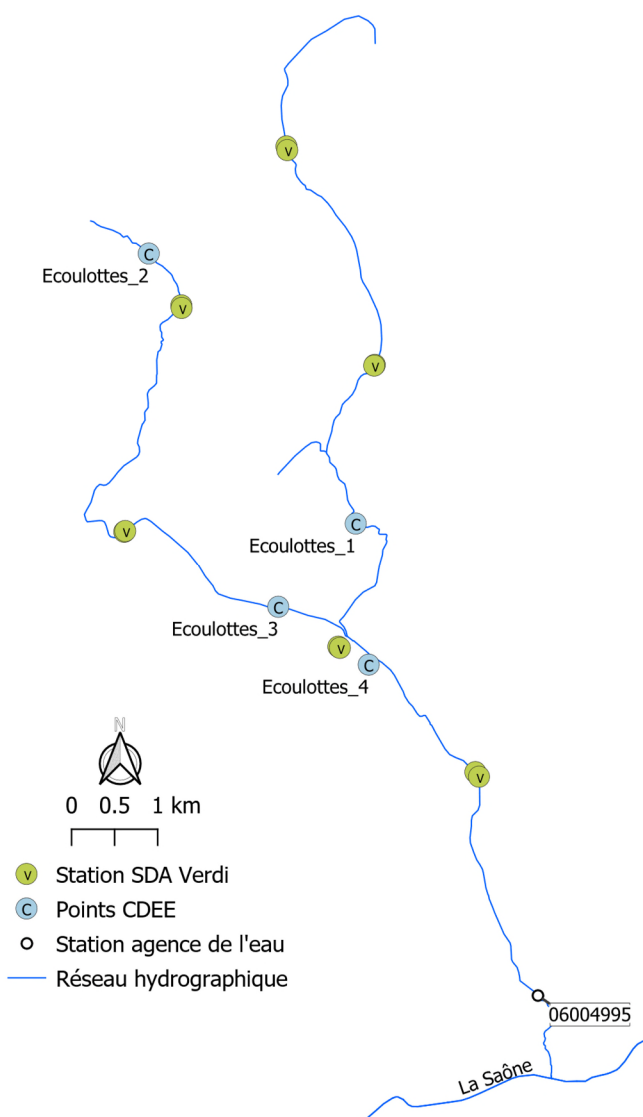 v
C
Ecoulottes_2
v
v
C
Ecoulottes_1
v
C
Ecoulottes_3
v
C
Ecoulottes_4
N
0 0.5 1 km
v
v Station SDA Verdi
C Points CDEE
Station agence de l'eau
Réseau hydrographique
06004995
La Saône